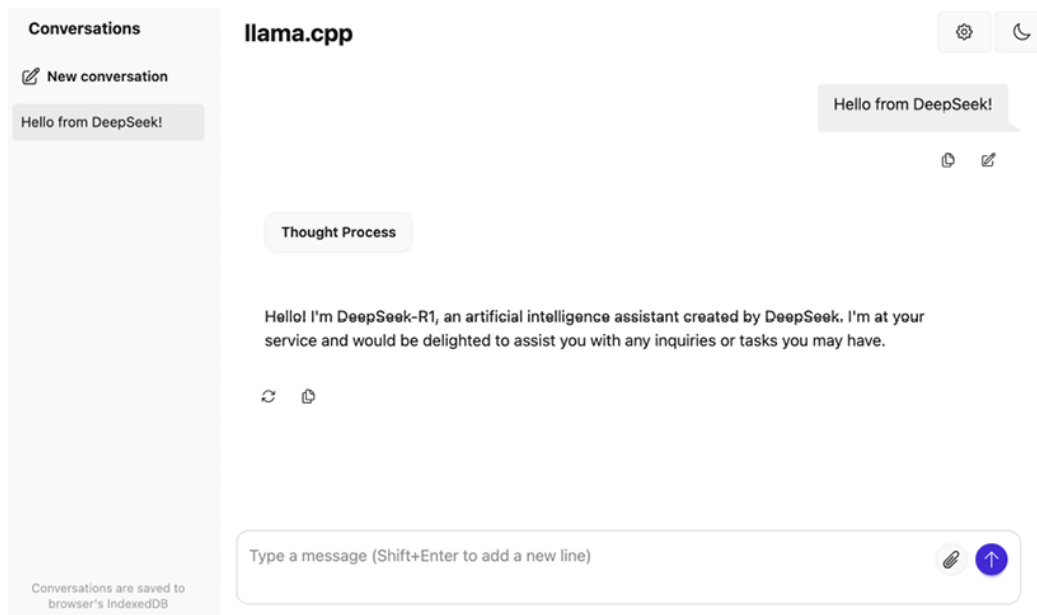 Conversations
New conversation
Hello from DeepSeek!
Conversations are saved to
browser's IndexedDB
llama.cpp
Hello from DeepSeek!
Thought Process
Hello! I'm DeepSeek-R1, an artificial intelligence assistant created by DeepSeek. I'm at your
service and would be delighted to assist you with any inquiries or tasks you may have.
Type a message (Shift+Enter to add a new line)